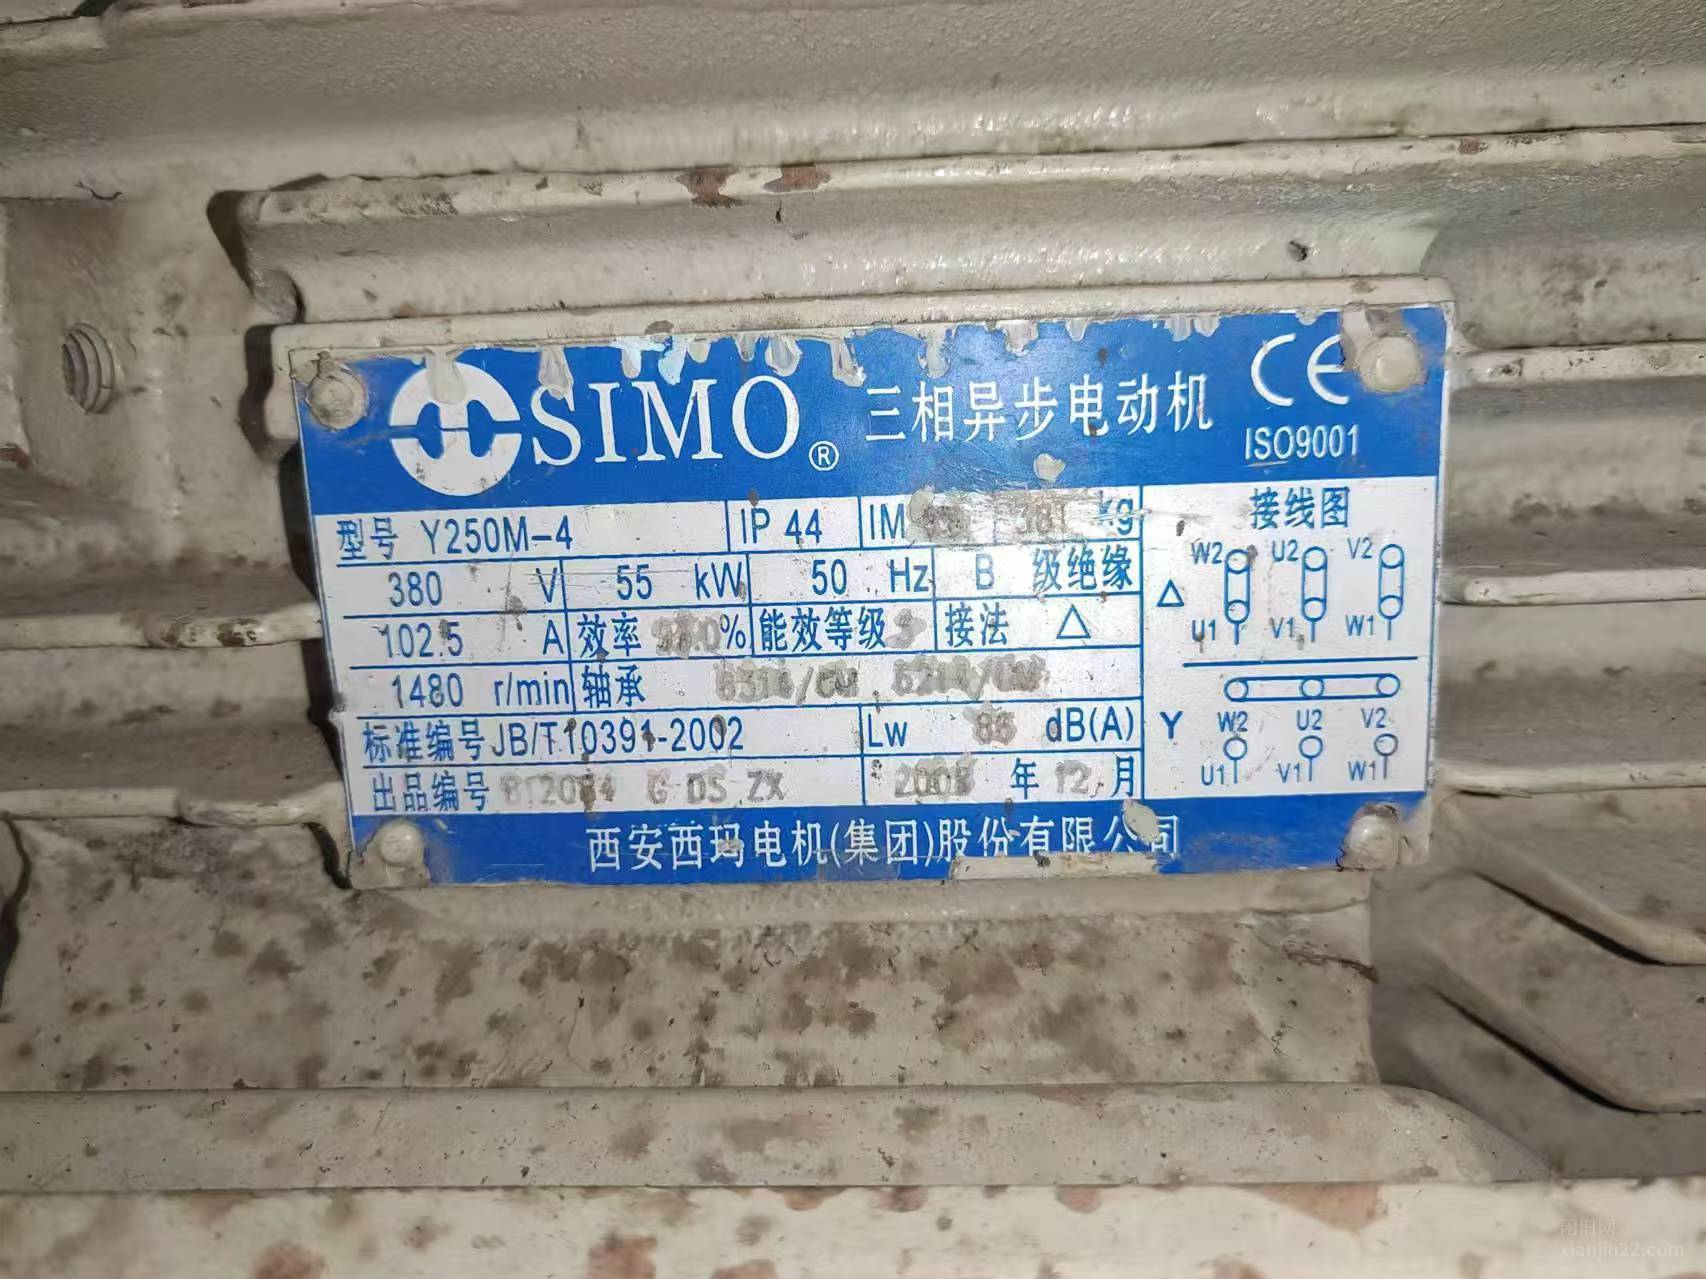 SIMO® 三相异步电动机 CE
ISO9001
型号 Y250M-4 IP 44 IM kg
380 V 55 kW 50 Hz B 级绝缘
102.5 A 效率 % 能效等级 接法 △
1480 r/min 轴承
标准编号 JB/T10391-2002 Lw dB(A)
出品编号 G DS ZX 2008 年 12 月
西安西玛电机(集团)股份有限公司
接线图
W2 U2 V2
△
U1 V1 W1
Y W2 U2 V2
U1 V1 W1
闲旧网
xianjiu22.com